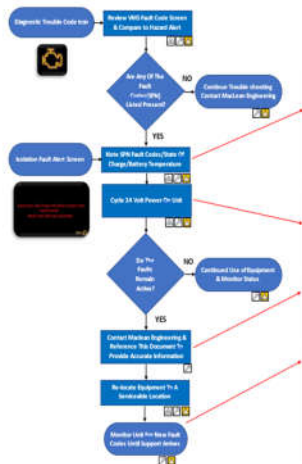 Diagnostic Trouble Code Icon
Review VMS Fault Code Screen
& Compare to Hazard Alert
Are Any Of The
Fault
Codes(SPN)
Listed Present?
NO
Continue Trouble shooting
Contact MacLean Engineering
YES
Isolation Fault Alert Screen
Note SPN Fault Codes/State Of
Charge/Battery Temperature
Cycle 24 Volt Power To Unit
Do The
Faults
Remain
Active?
NO
Continued Use of Equipment
& Monitor Status
YES
Contact Maclean Engineering &
Reference This Document To
Provide Accurate Information
Re-locate Equipment To A
Serviceable Location
Monitor Unit For New Fault
Codes Until Support Arrives